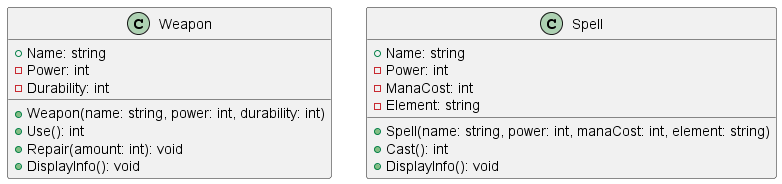 C Weapon
Name: string
Power: int
Durability: int
Weapon(name: string, power: int, durability: int)
Use(): int
Repair(amount: int): void
DisplayInfo(): void
C Spell
Name: string
Power: int
ManaCost: int
Element: string
Spell(name: string, power: int, manaCost: int, element: string)
Cast(): int
DisplayInfo(): void